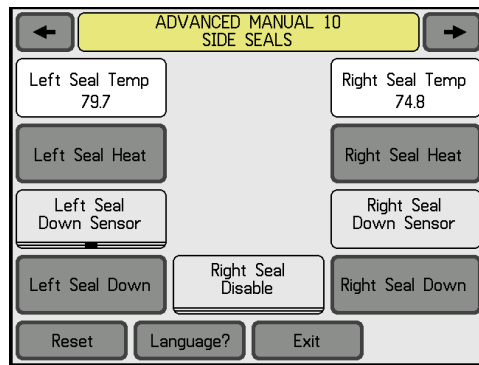 ADVANCED MANUAL 10
SIDE SEALS
Left Seal Temp
79.7
Right Seal Temp
74.8
Left Seal Heat
Right Seal Heat
Left Seal
Down Sensor
Right Seal
Down Sensor
Left Seal Down
Right Seal
Disable
Right Seal Down
Reset
Language?
Exit